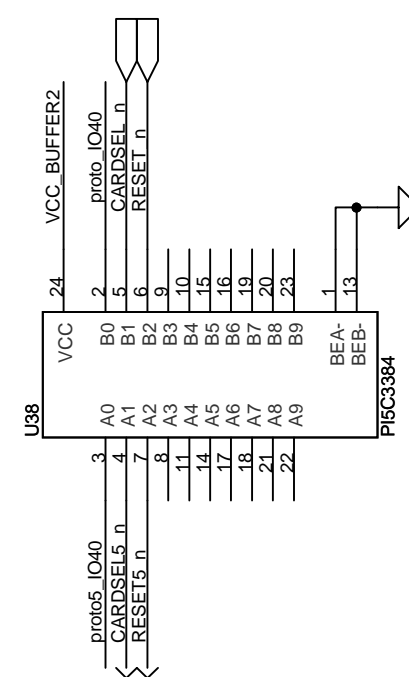 VCC_BUFFER2
proto_IO40
CARDSEL_n
RESET_n
24
2
5
6
9
10
15
16
19
20
23
1
13
VCC
B0
B1
B2
B3
B4
B5
B6
B7
B8
B9
BEA-
BEB-
U38
A0
A1
A2
A3
A4
A5
A6
A7
A8
A9
PI5C3384
3
4
7
8
11
14
17
18
21
22
proto5_IO40
CARDSEL5_n
RESET5_n